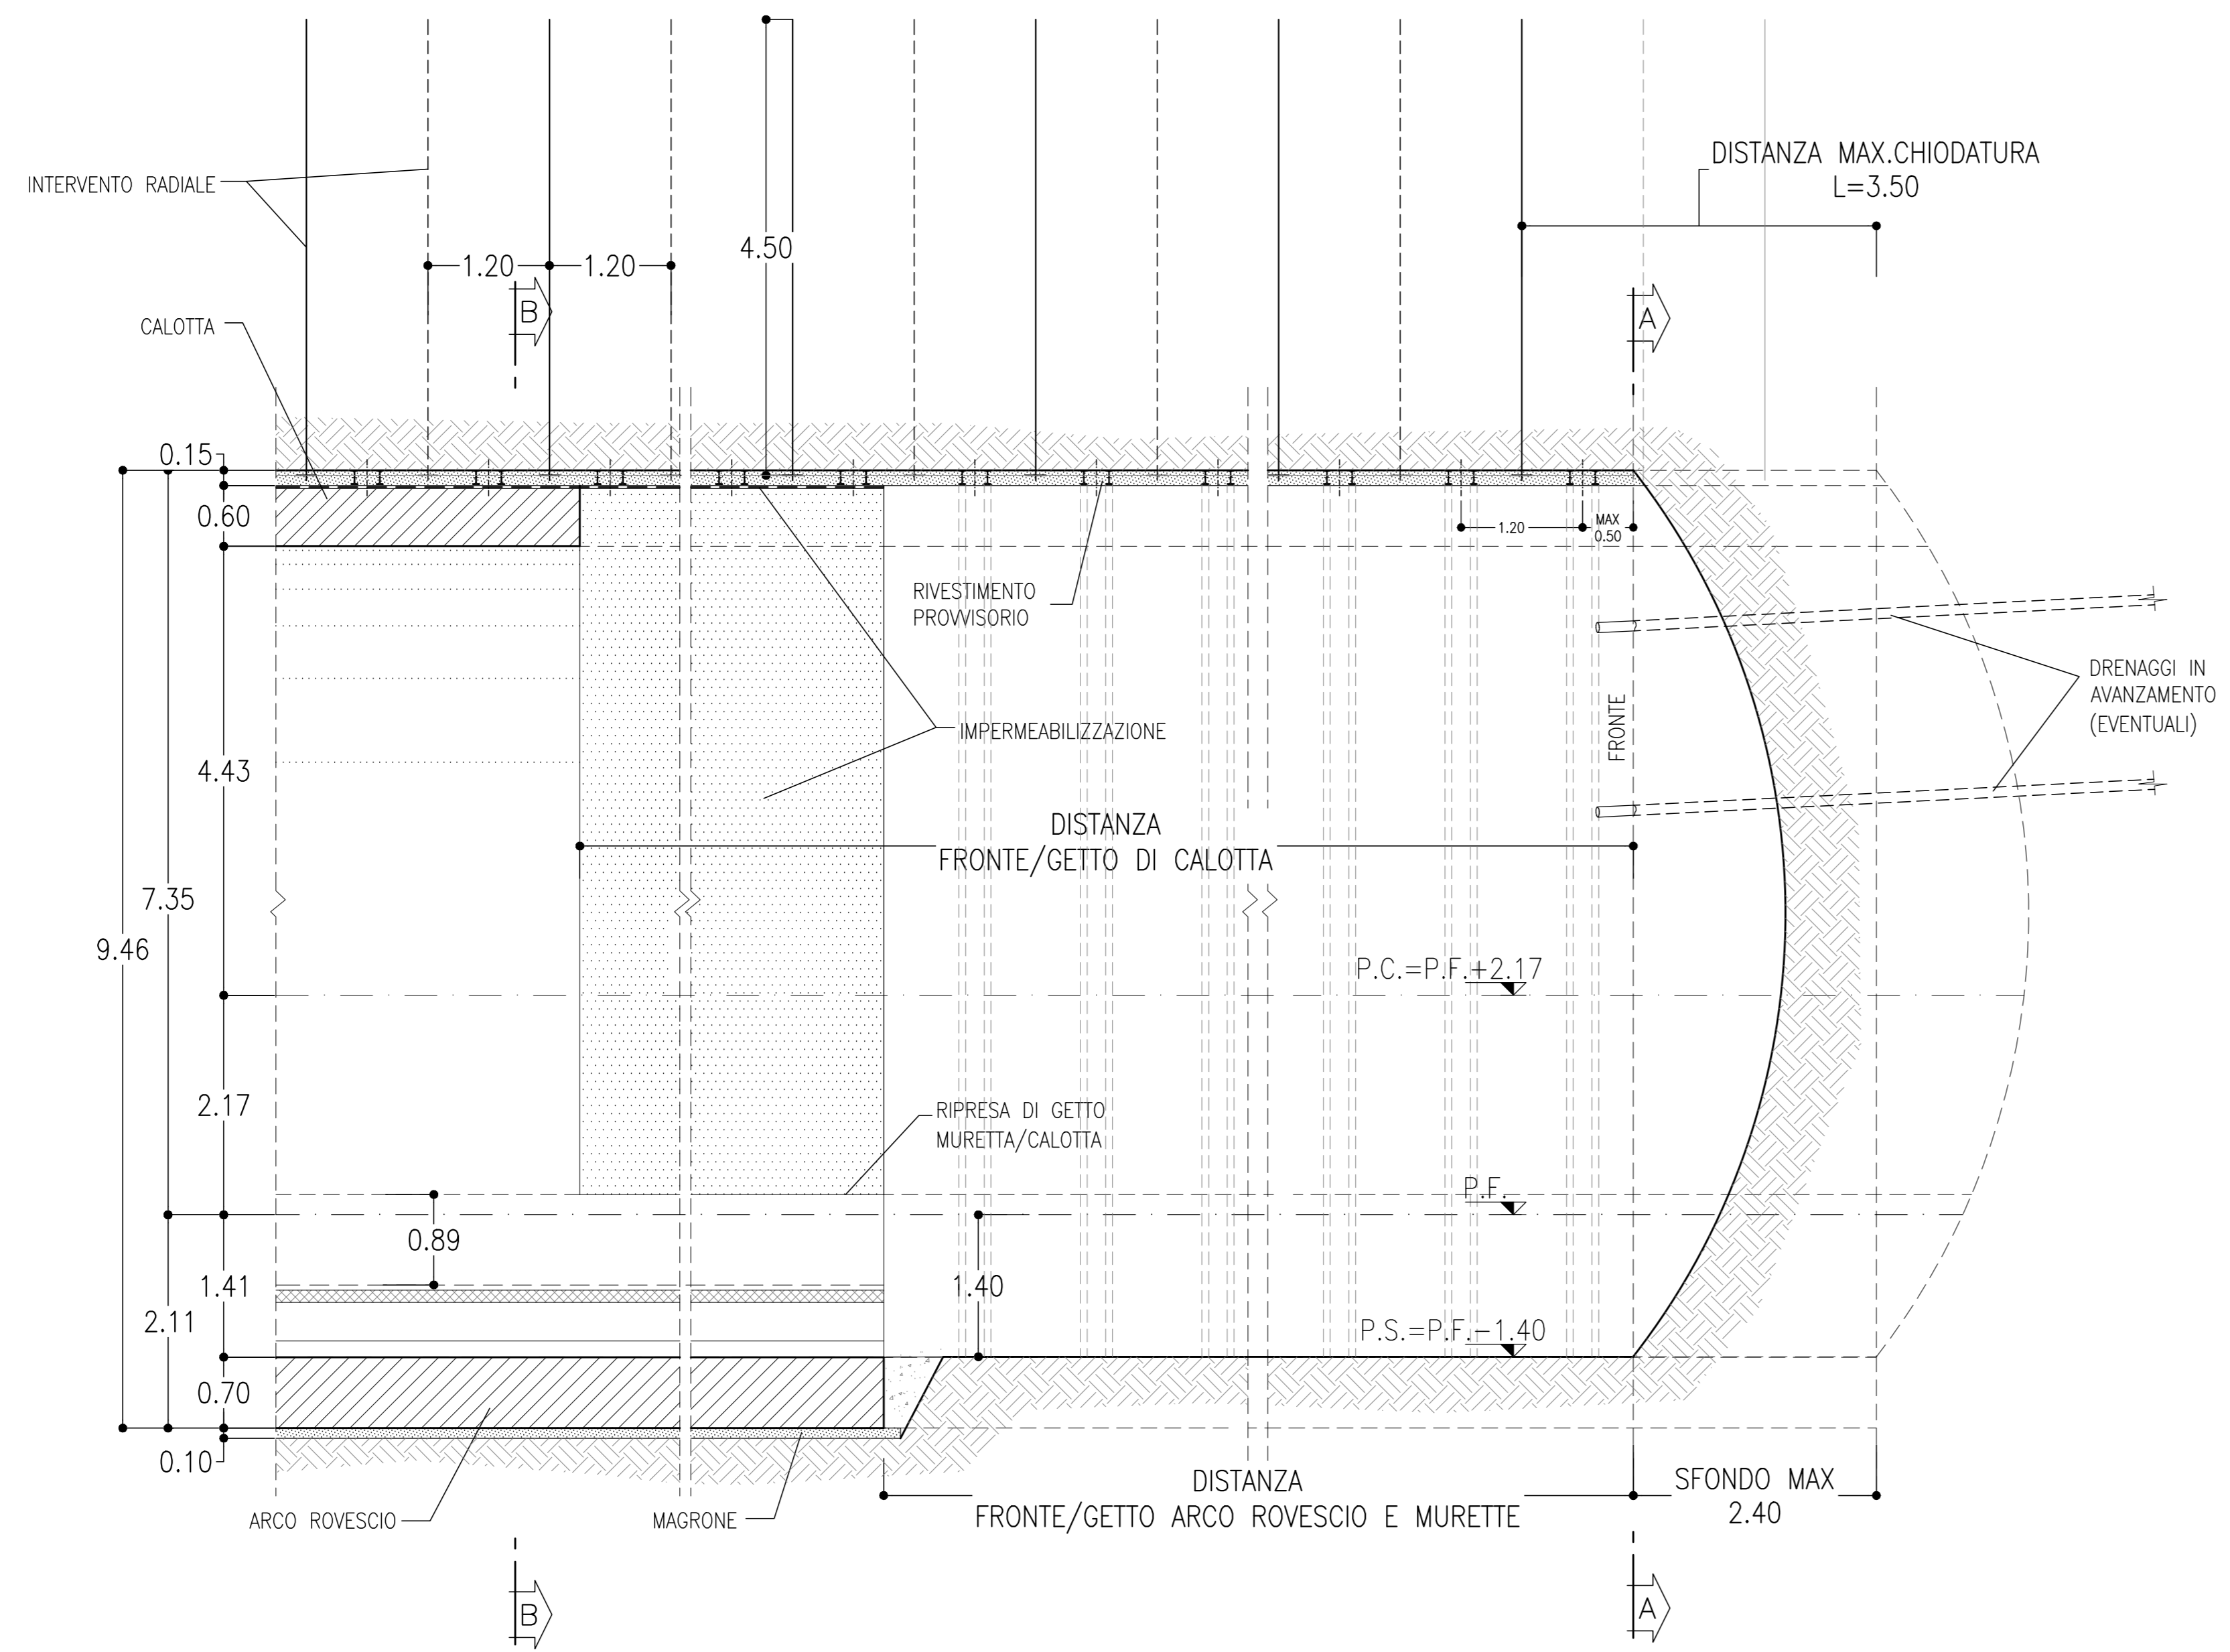 DISTANZA MAX.CHIODATURA
L=3.50
INTERVENTO RADIALE
4.50
1.20
1.20
B
A
CALOTTA
0.15
0.60
1.20
MAX
0.50
RIVESTIMENTO
PROVVISORIO
DRENAGGI IN
AVANZAMENTO
(EVENTUALI)
FRONTE
IMPERMEABILIZZAZIONE
4.43
DISTANZA
FRONTE/GETTO DI CALOTTA
7.35
9.46
P.C.=P.F.+2.17
2.17
RIPRESA DI GETTO
MURETTA/CALOTTA
P.F.
0.89
1.41
1.40
2.11
P.S.=P.F.-1.40
0.70
0.10
DISTANZA
FRONTE/GETTO ARCO ROVESCIO E MURETTE
SFONDO MAX
2.40
ARCO ROVESCIO
MAGRONE
B
A